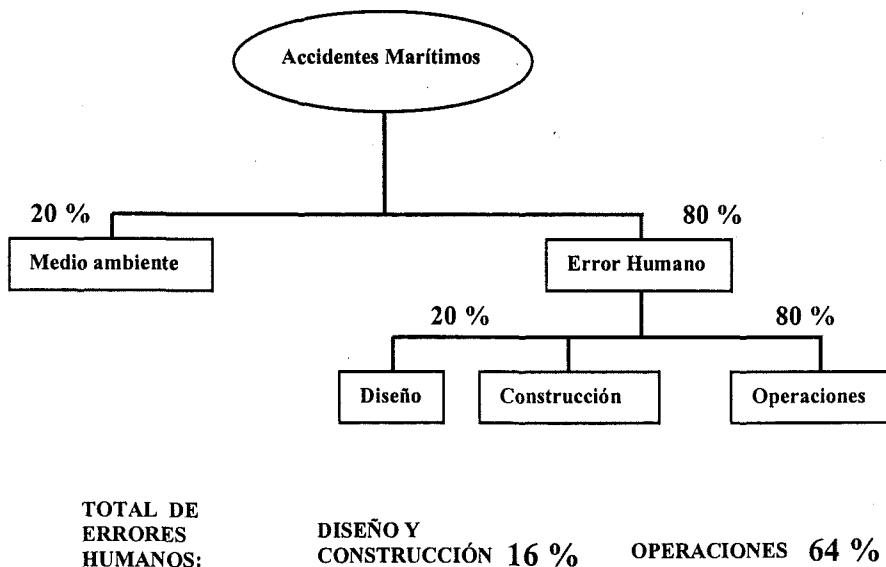 Accidentes Marítimos
20 %
80 %
Medio ambiente
Error Humano
20 %
80 %
Diseño
Construcción
Operaciones
TOTAL DE
ERRORES
HUMANOS:
DISEÑO Y
CONSTRUCCIÓN 16 %
OPERACIONES 64 %